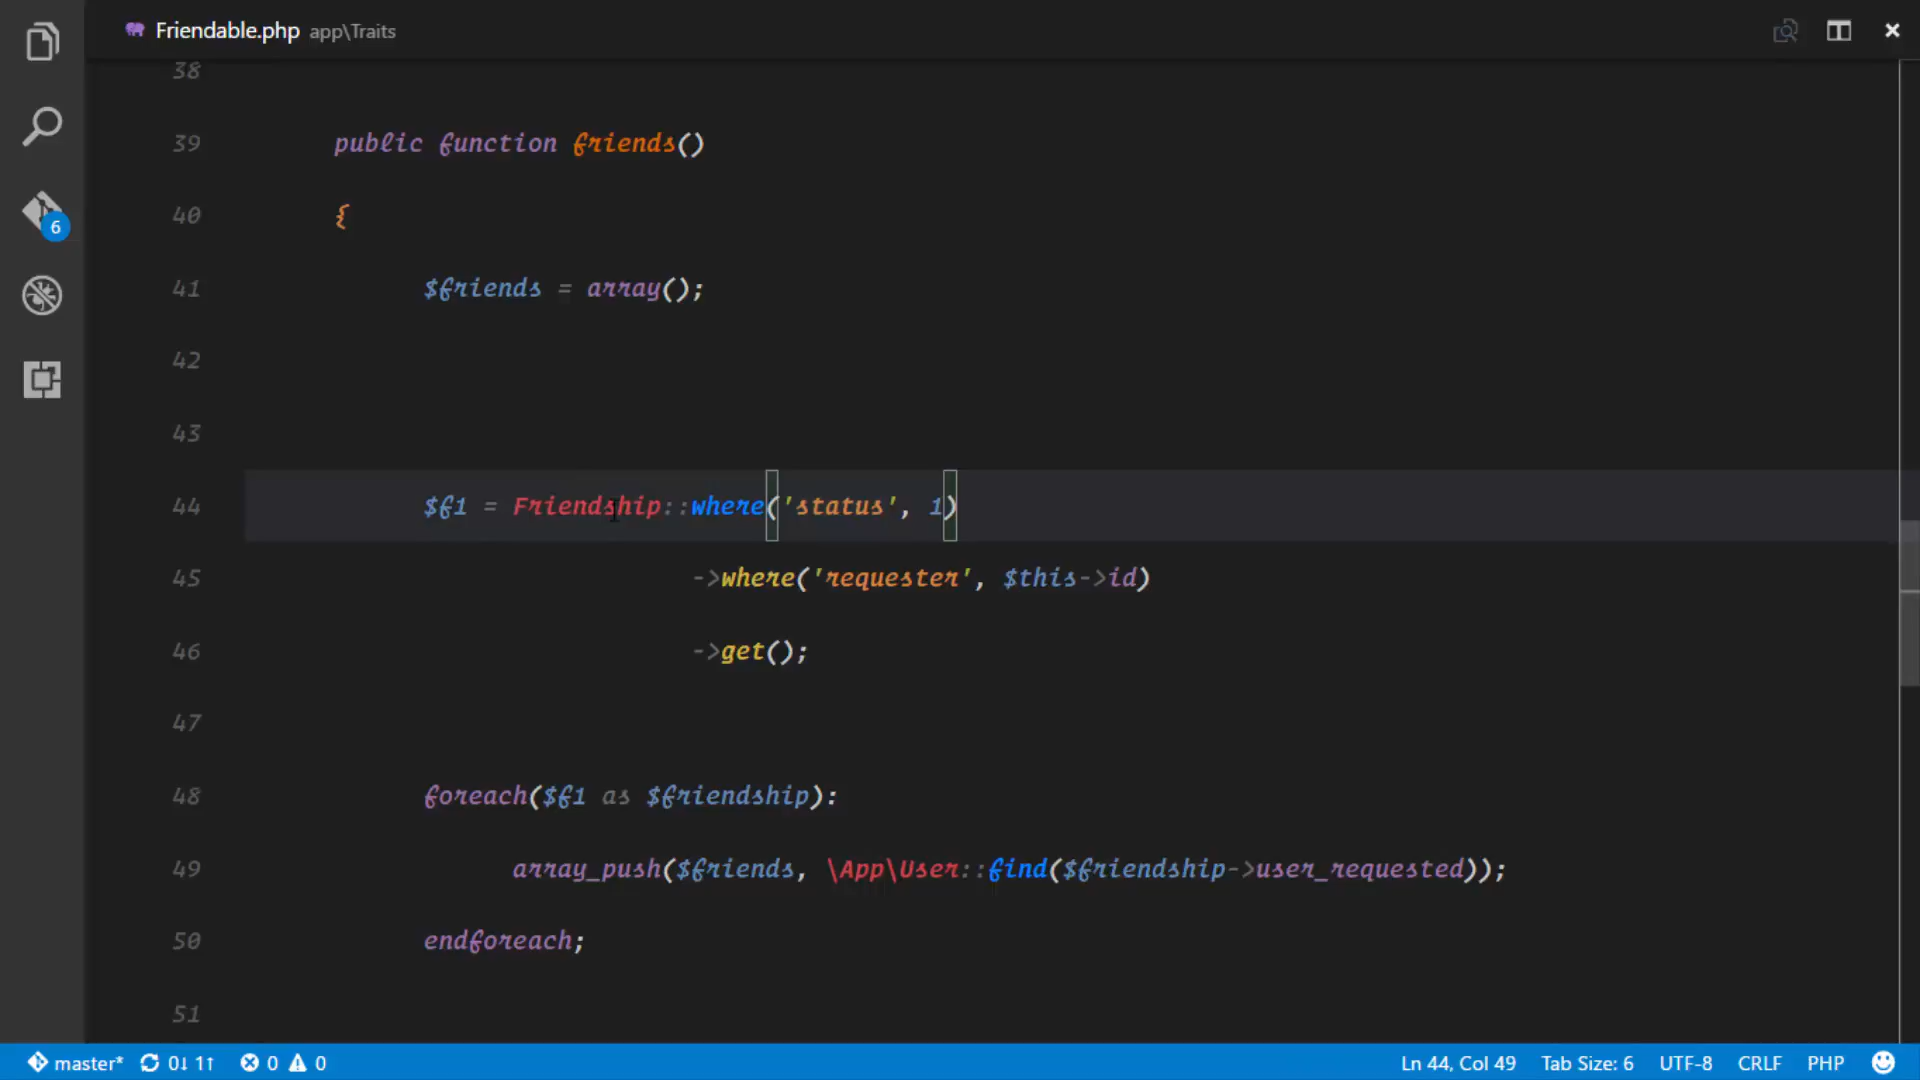 Friendable.php app\Traits
38
39 public function friends()
40 {
41 $friends = array();
42
43
44 $f1 = Friendship::where('status', 1)
45 ->where('requester', $this->id)
46 ->get();
47
48 foreach($f1 as $friendship):
49 array_push($friends, \App\User::find($friendship->user_requested));
50 endforeach;
51
6
master* 0↓ 1↑ 0 0 Ln 44, Col 49 Tab Size: 6 UTF-8 CRLF PHP